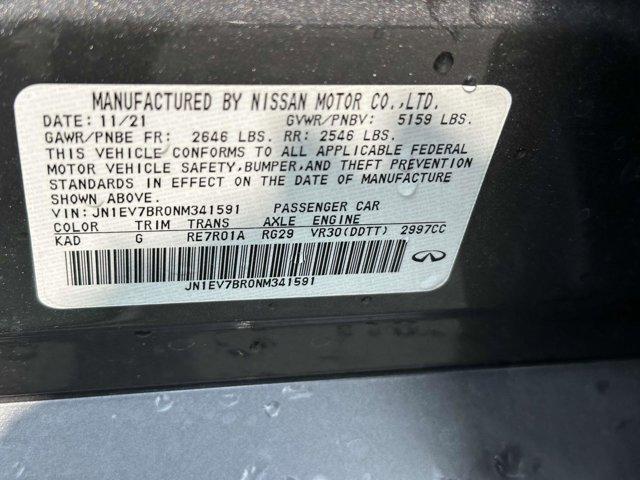 MANUFACTURED BY NISSAN MOTOR CO.,LTD.
DATE: 11/21 GVWR/PNBV: 5159 LBS.
GAWR/PNBE FR: 2646 LBS. RR: 2546 LBS.
THIS VEHICLE CONFORMS TO ALL APPLICABLE FEDERAL
MOTOR VEHICLE SAFETY, BUMPER, AND THEFT PREVENTION
STANDARDS IN EFFECT ON THE DATE OF MANUFACTURE
SHOWN ABOVE.
VIN: JN1EV7BR0NM341591 PASSENGER CAR
COLOR TRIM TRANS AXLE ENGINE
KAD G RE7R01A RG29 VR30(DDTT) 2997CC
JN1EV7BR0NM341591